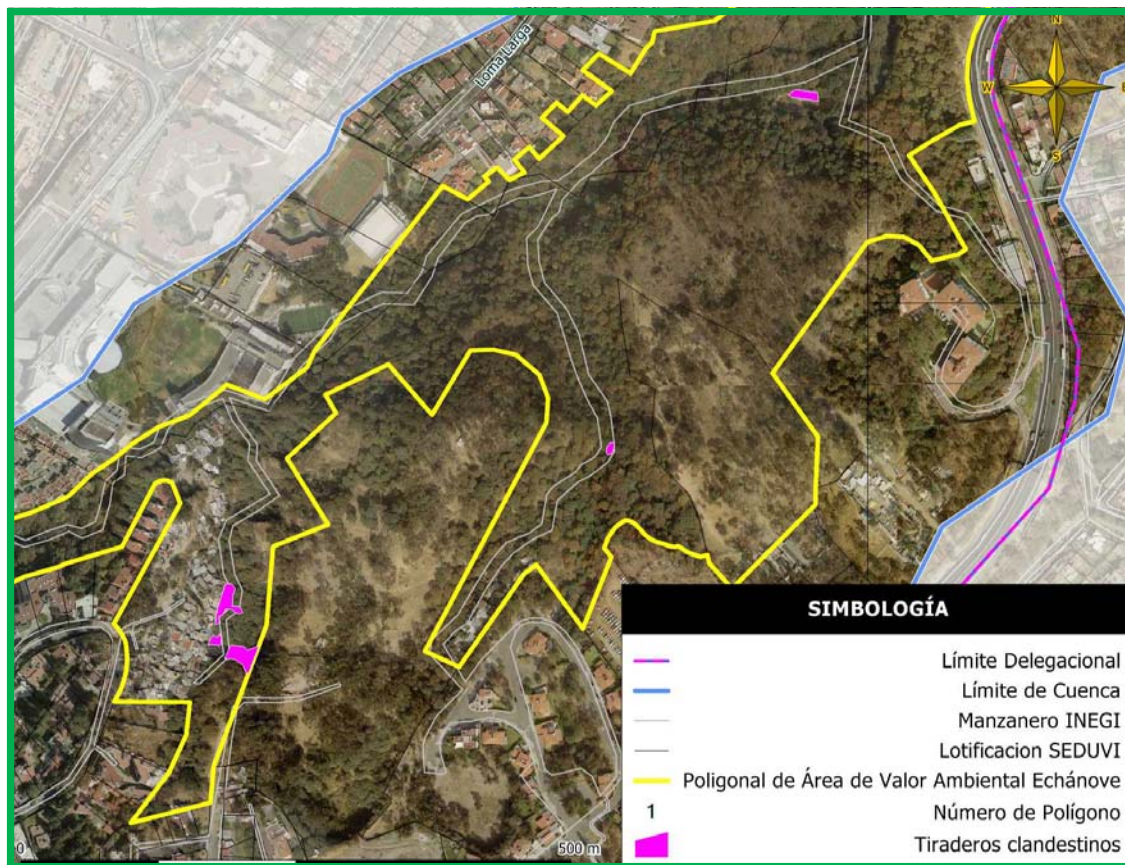 N
W
E
S
Loma Larga
SIMBOLOGÍA
Límite Delegacional
Límite de Cuenca
Manzanero INEGI
Lotificacion SEDUVI
Poligonal de Área de Valor Ambiental Echánove
1 Número de Polígono
Tiraderos clandestinos
0 500 m